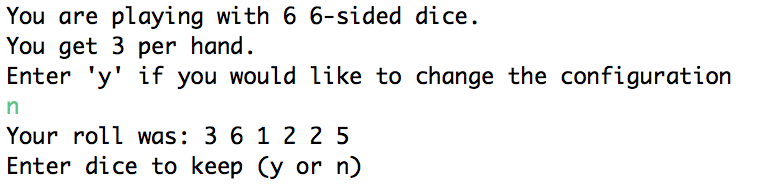 You are playing with 6 6-sided dice.
You get 3 per hand.
Enter 'y' if you would like to change the configuration
n
Your roll was: 3 6 1 2 2 5
Enter dice to keep (y or n)